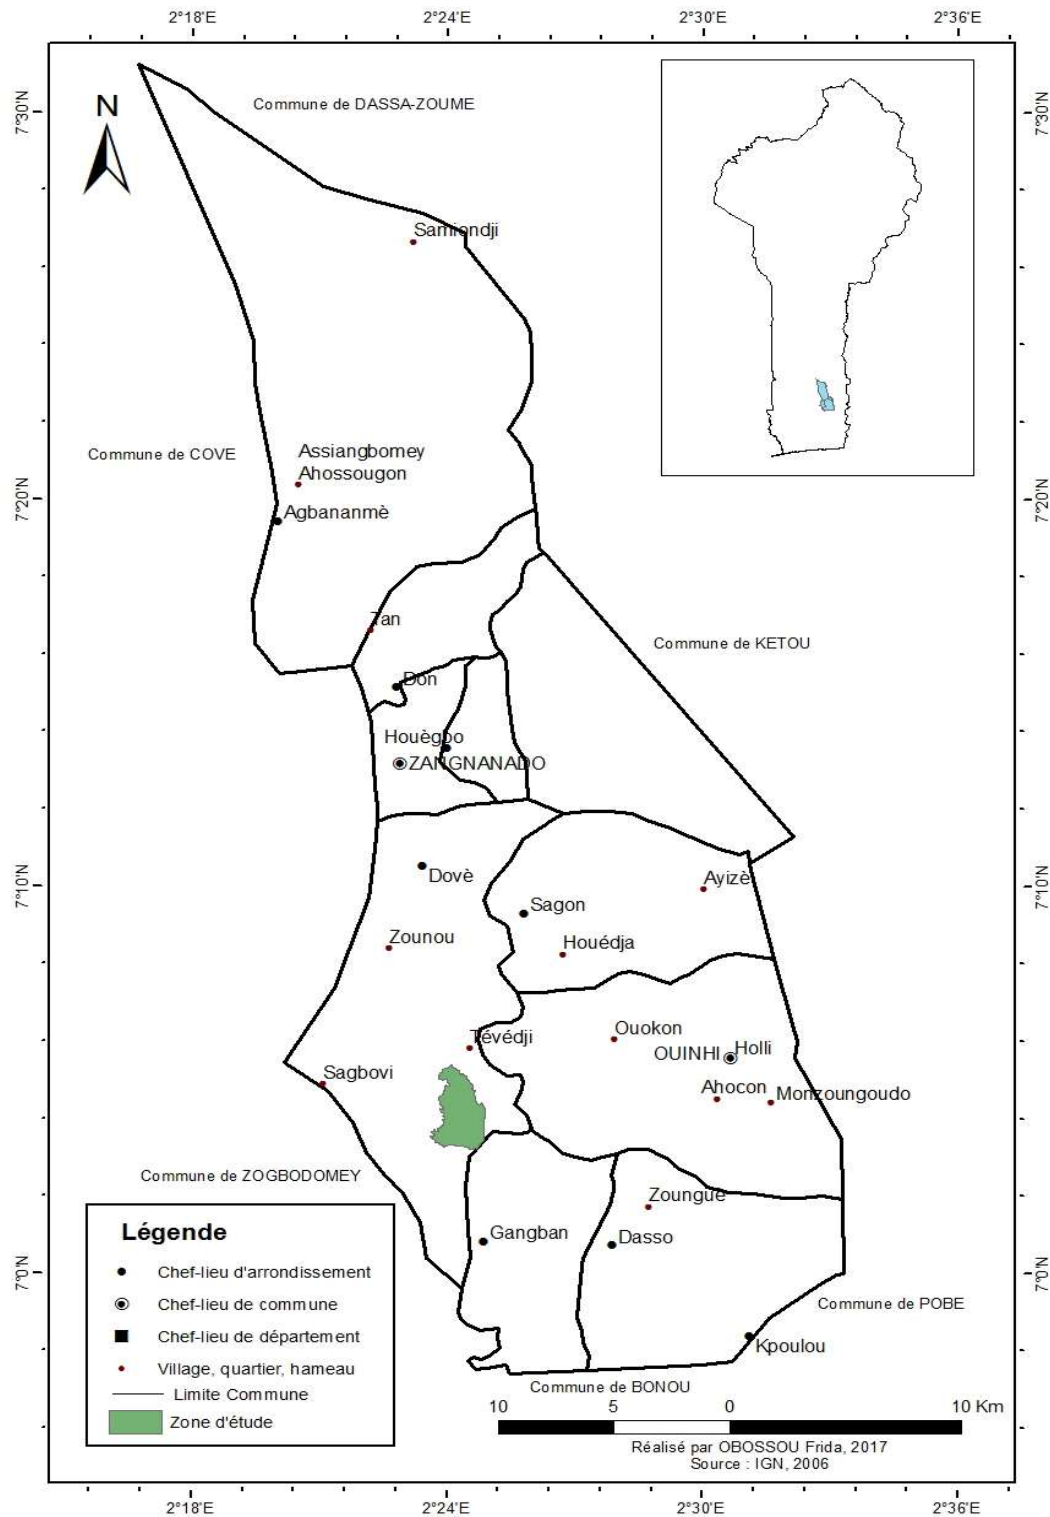 2°18'E 2°24'E 2°30'E 2°36'E
7°30'N 7°30'N
N
Commune de DASSA-ZOUME
Samiondji
Commune de COVE
Assiangbomey
Ahossougon
7°20'N 7°20'N
Agbananmè
Tan
Commune de KETOU
Don
Houègbo
ZANGNANADO
Dovè
Ayizè
7°10'N 7°10'N
Sagon
Zounou
Houédja
Ouokon
Tévédji
OUINHI Holli
Sagbovi
Ahocon
Monzoungoudo
Commune de ZOGBODOMEY
Zoungue
Gangban
Dasso
7°0'N 7°0'N
Légende
Chef-lieu d'arrondissement
Chef-lieu de commune
Chef-lieu de département
Village, quartier, hameau
Limite Commune
Zone d'étude
Commune de POBE
Kpoulou
Commune de BONOU
10 5 0 10 Km
Réalisé par OBOSSOU Frida, 2017
Source : IGN, 2006
2°18'E 2°24'E 2°30'E 2°36'E